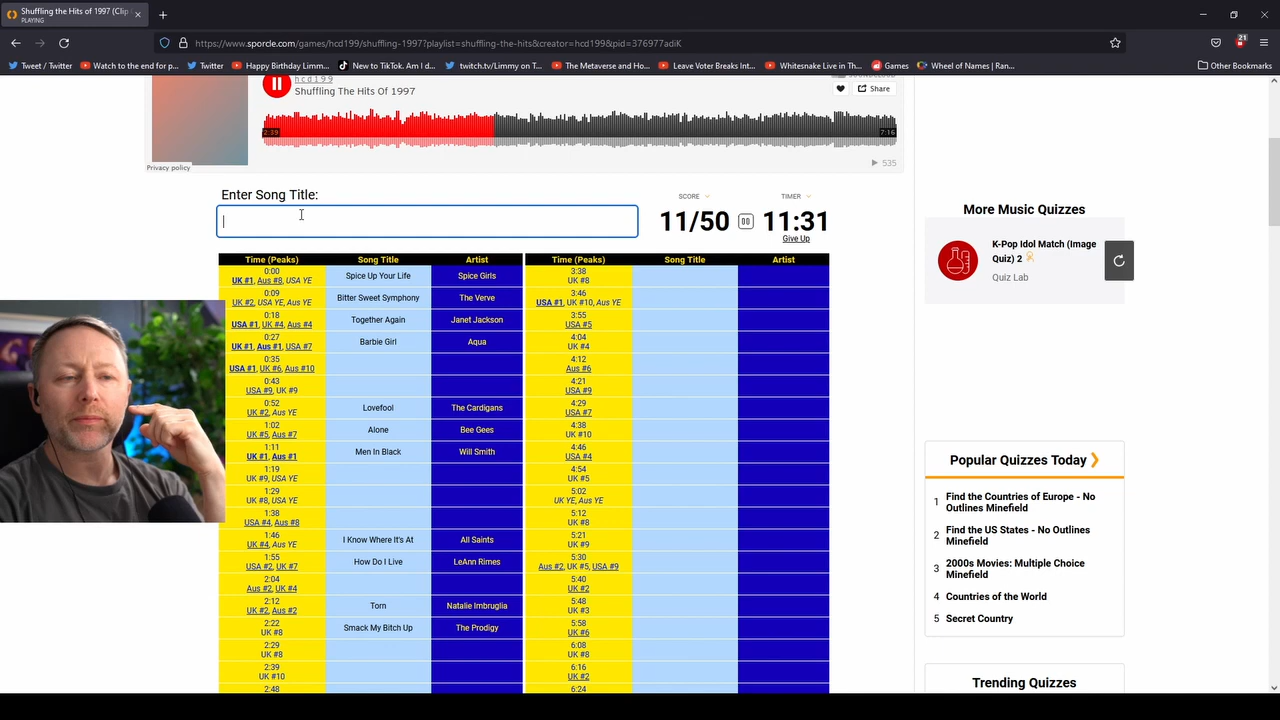 Shuffling the Hits of 1997 (Clip
PLAYING
https://www.sporcle.com/games/hcd199/shuffling-1997?playlist=shuffling-the-hits&creator=hcd199&pid=376977adiK
21
Tweet / Twitter
Watch to the end for p...
Twitter
Happy Birthday Limm...
New to TikTok. Am I d...
twitch.tv/Limmy on T...
The Metaverse and Ho...
Leave Voter Breaks Int...
Whitesnake Live in Th...
Games
Wheel of Names | Ran...
Other Bookmarks
hcd199
Shuffling The Hits Of 1997
Share
2:39
7:16
Privacy policy
535
Enter Song Title:
SCORE
TIMER
11/50
11:31
Give Up
Time (Peaks) Song Title Artist
0:00
UK #1, Aus #8, USA YE Spice Up Your Life Spice Girls
0:09
UK #2, USA YE, Aus YE Bitter Sweet Symphony The Verve
0:18
USA #1, UK #4, Aus #4 Together Again Janet Jackson
0:27
UK #1, Aus #1, USA #7 Barbie Girl Aqua
0:35
USA #1, UK #6, Aus #10
0:43
USA #9, UK #9
0:52
UK #2, Aus YE Lovefool The Cardigans
1:02
UK #5, Aus #7 Alone Bee Gees
1:11
UK #1, Aus #1 Men In Black Will Smith
1:19
UK #9, USA YE
1:29
UK #8, USA YE
1:38
USA #4, Aus #8
1:46
UK #4, Aus YE I Know Where It's At All Saints
1:55
USA #2, UK #7 How Do I Live LeAnn Rimes
2:04
Aus #2, UK #4
2:12
UK #2, Aus #2 Torn Natalie Imbruglia
2:22
UK #8 Smack My Bitch Up The Prodigy
2:29
UK #8
2:39
UK #10
2:48
Time (Peaks) Song Title Artist
3:38
UK #8
3:46
USA #1, UK #10, Aus YE
3:55
USA #5
4:04
UK #4
4:12
Aus #6
4:21
USA #9
4:29
USA #7
4:38
UK #10
4:46
USA #4
4:54
UK #5
5:02
UK YE, Aus YE
5:12
UK #8
5:21
UK #9
5:30
Aus #2, UK #5, USA #9
5:40
UK #2
5:48
UK #3
5:58
UK #6
6:08
UK #8
6:16
UK #2
6:24
More Music Quizzes
K-Pop Idol Match (Image
Quiz) 2
Quiz Lab
Popular Quizzes Today
1 Find the Countries of Europe - No
Outlines Minefield
2 Find the US States - No Outlines
Minefield
3 2000s Movies: Multiple Choice
Minefield
4 Countries of the World
5 Secret Country
Trending Quizzes